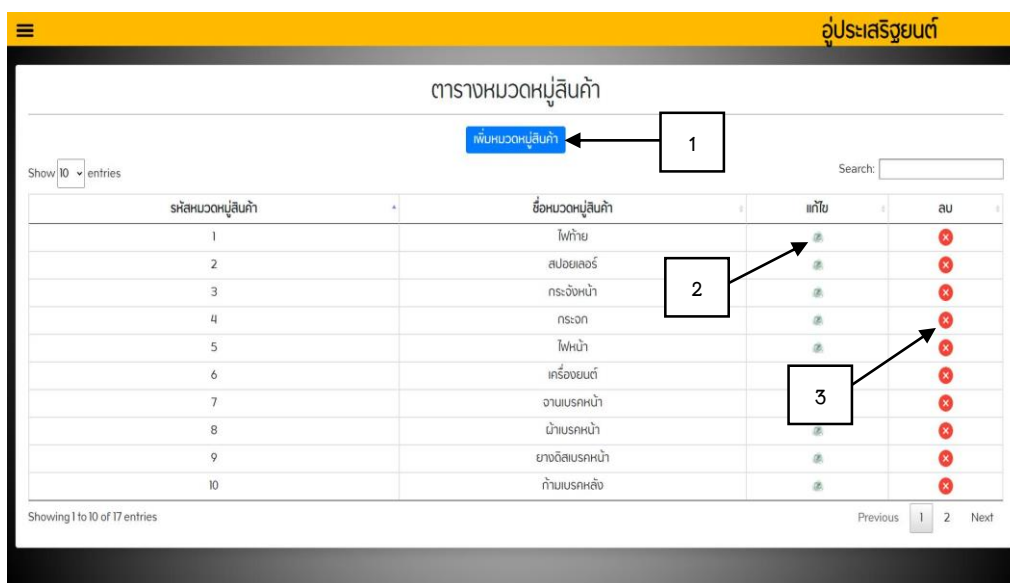 อู่ประเสริฐยนต์
ตารางหมวดหมู่สินค้า
เพิ่มหมวดหมู่สินค้า
1
Show 10 entries
Search:
รหัสหมวดหมู่สินค้า ชื่อหมวดหมู่สินค้า แก้ไข ลบ
1 ไฟท้าย
2 สปอยเลอร์
3 กระจังหน้า
2
4 กระจก
5 ไฟหน้า
6 เครื่องยนต์
7 จานเบรคหน้า
3
8 ผ้าเบรคหน้า
9 ยางดิสเบรคหน้า
10 ก้ามเบรคหลัง
Showing 1 to 10 of 17 entries
Previous 1 2 Next